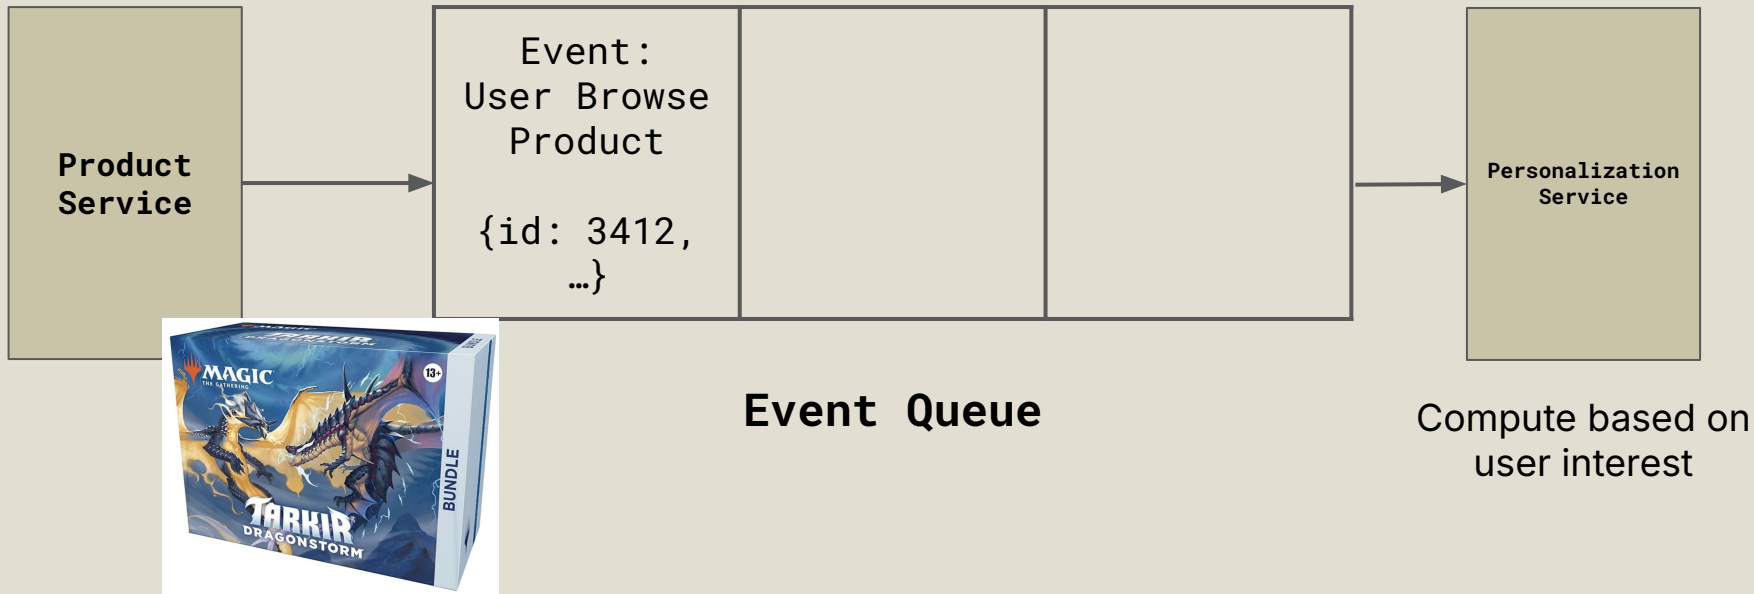 Product
Service
Event:
User Browse
Product
{id: 3412,
…}
Personalization
Service
Event Queue
Compute based on
user interest
MAGIC
THE GATHERING
13+
BUNDLE
TARKIR
DRAGONSTORM